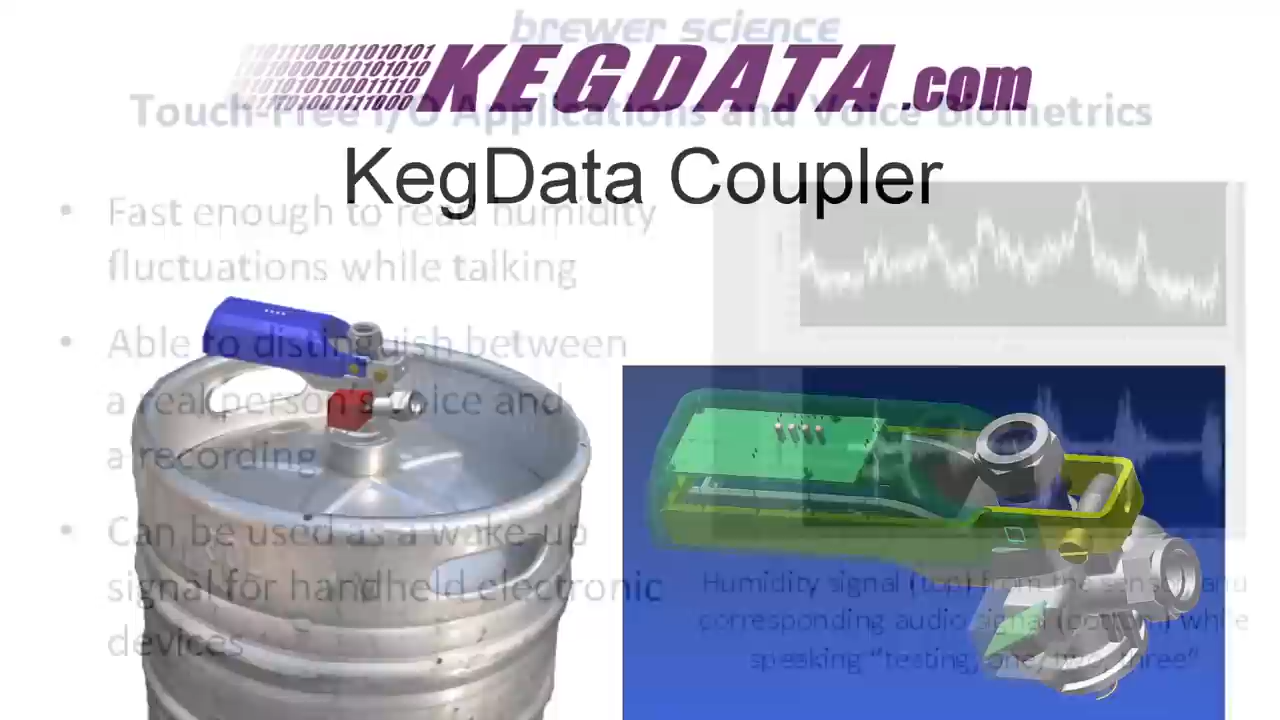 brewer science
KEGDATA.com
Touch-Free I/O Applications and Voice Biometrics
KegData Coupler
• Fast enough to read humidity
fluctuations while talking
• Able to distinguish between
a real person's voice and
a recording
• Can be used as a wake-up
signal for handheld electronic
devices
Humidity signal (top) from the sensor and
corresponding audio signal (bottom) while
speaking "testing, one, two, three"